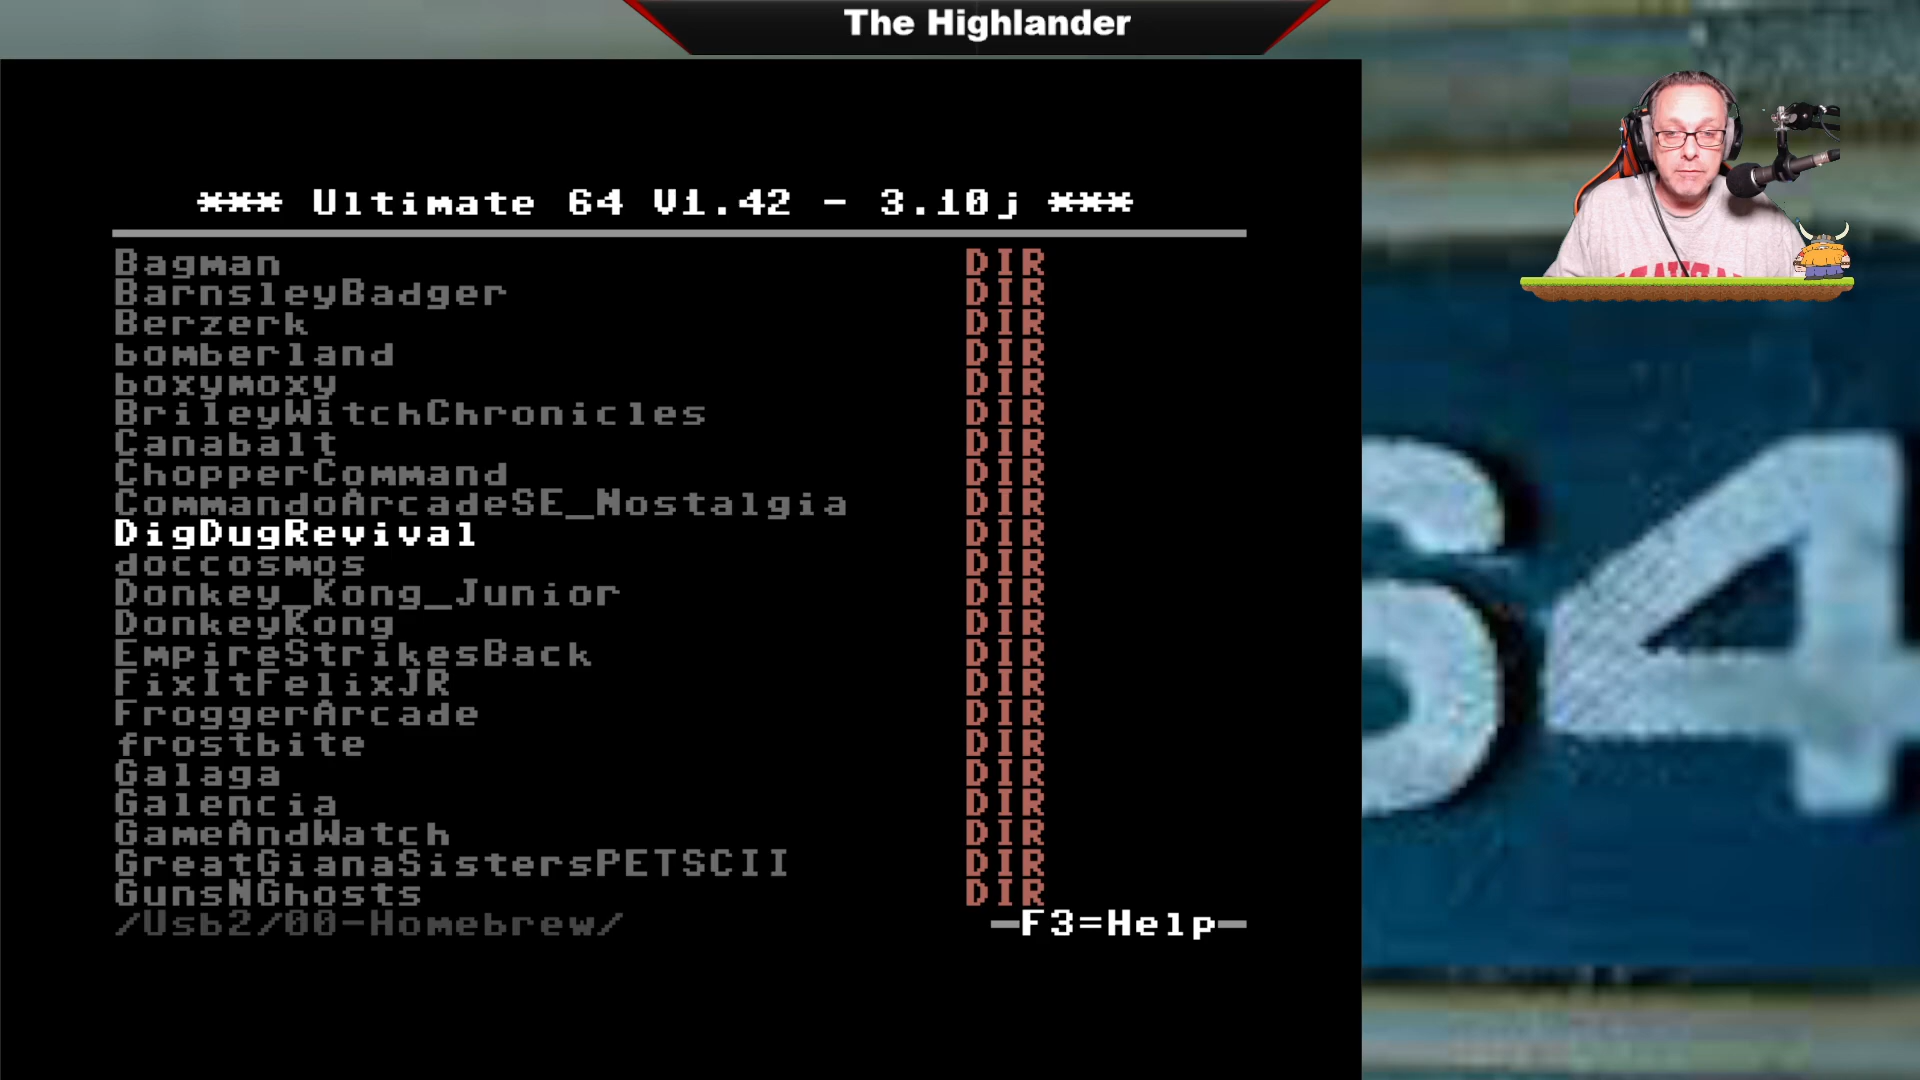 The Highlander
*** Ultimate 64 V1.42 - 3.10j ***
Bagman DIR
BarnsleyBadger DIR
Berzerk DIR
bomberland DIR
boxymoxy DIR
BrileyWitchChronicles DIR
Canabalt DIR
ChopperCommand DIR
CommandoArcadeSE_Nostalgia DIR
DigDugRevival DIR
doccosmos DIR
Donkey_Kong_Junior DIR
DonkeyKong DIR
EmpireStrikesBack DIR
FixItFelixJR DIR
FroggerArcade DIR
frostbite DIR
Galaga DIR
Galencia DIR
GameAndWatch DIR
GreatGianaSistersPETSCII DIR
GunsNGhosts DIR
/Usb2/00-Homebrew/ F3=Help
64